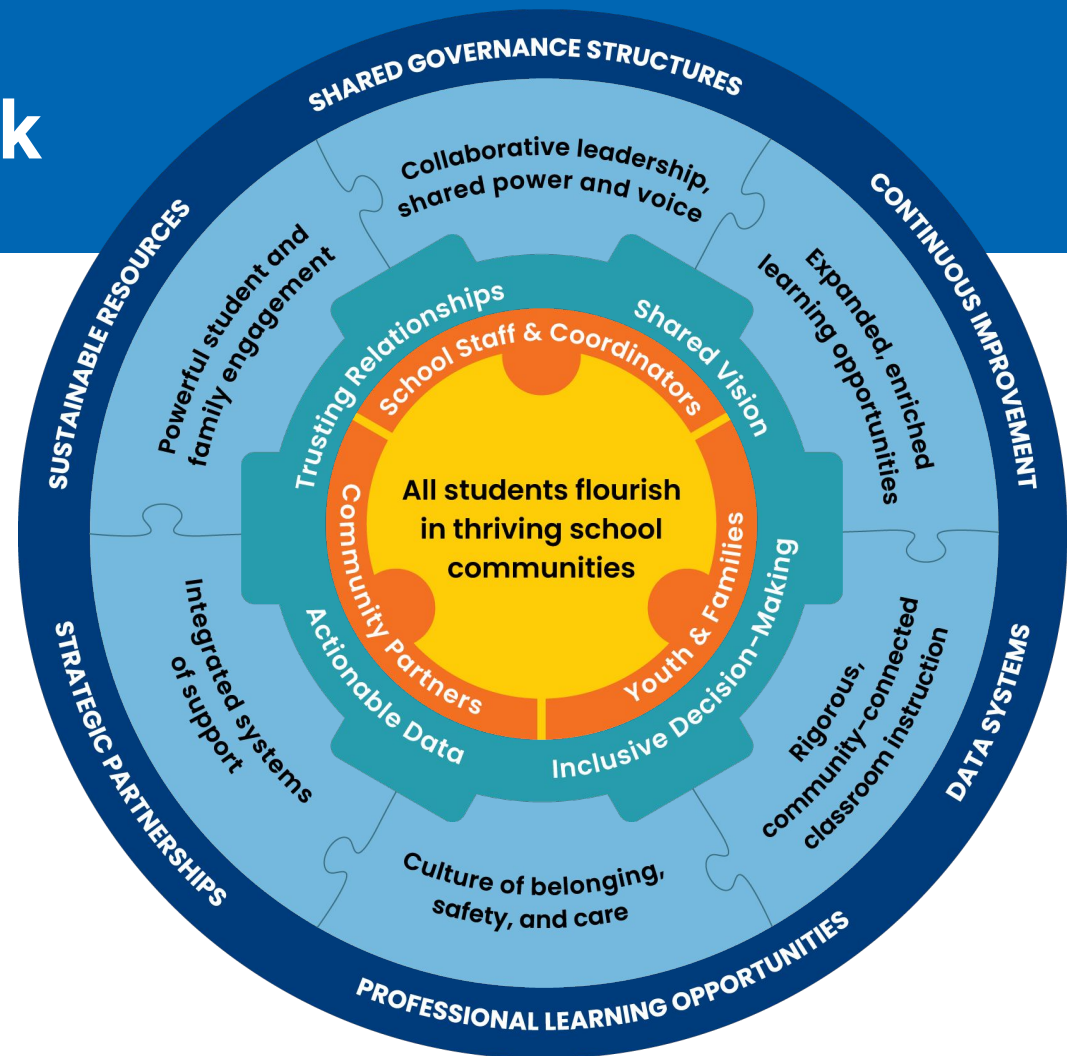 k
SHARED GOVERNANCE STRUCTURES
CONTINUOUS IMPROVEMENT
DATA SYSTEMS
PROFESSIONAL LEARNING OPPORTUNITIES
STRATEGIC PARTNERSHIPS
SUSTAINABLE RESOURCES
Collaborative leadership,
shared power and voice
Expanded, enriched
learning opportunities
Rigorous,
community-connected
classroom instruction
Culture of belonging,
safety, and care
Integrated systems
of support
Powerful student and
family engagement
Trusting Relationships
Shared Vision
Inclusive Decision-Making
Actionable Data
School Staff & Coordinators
Youth & Families
Community Partners
All students flourish
in thriving school
communities